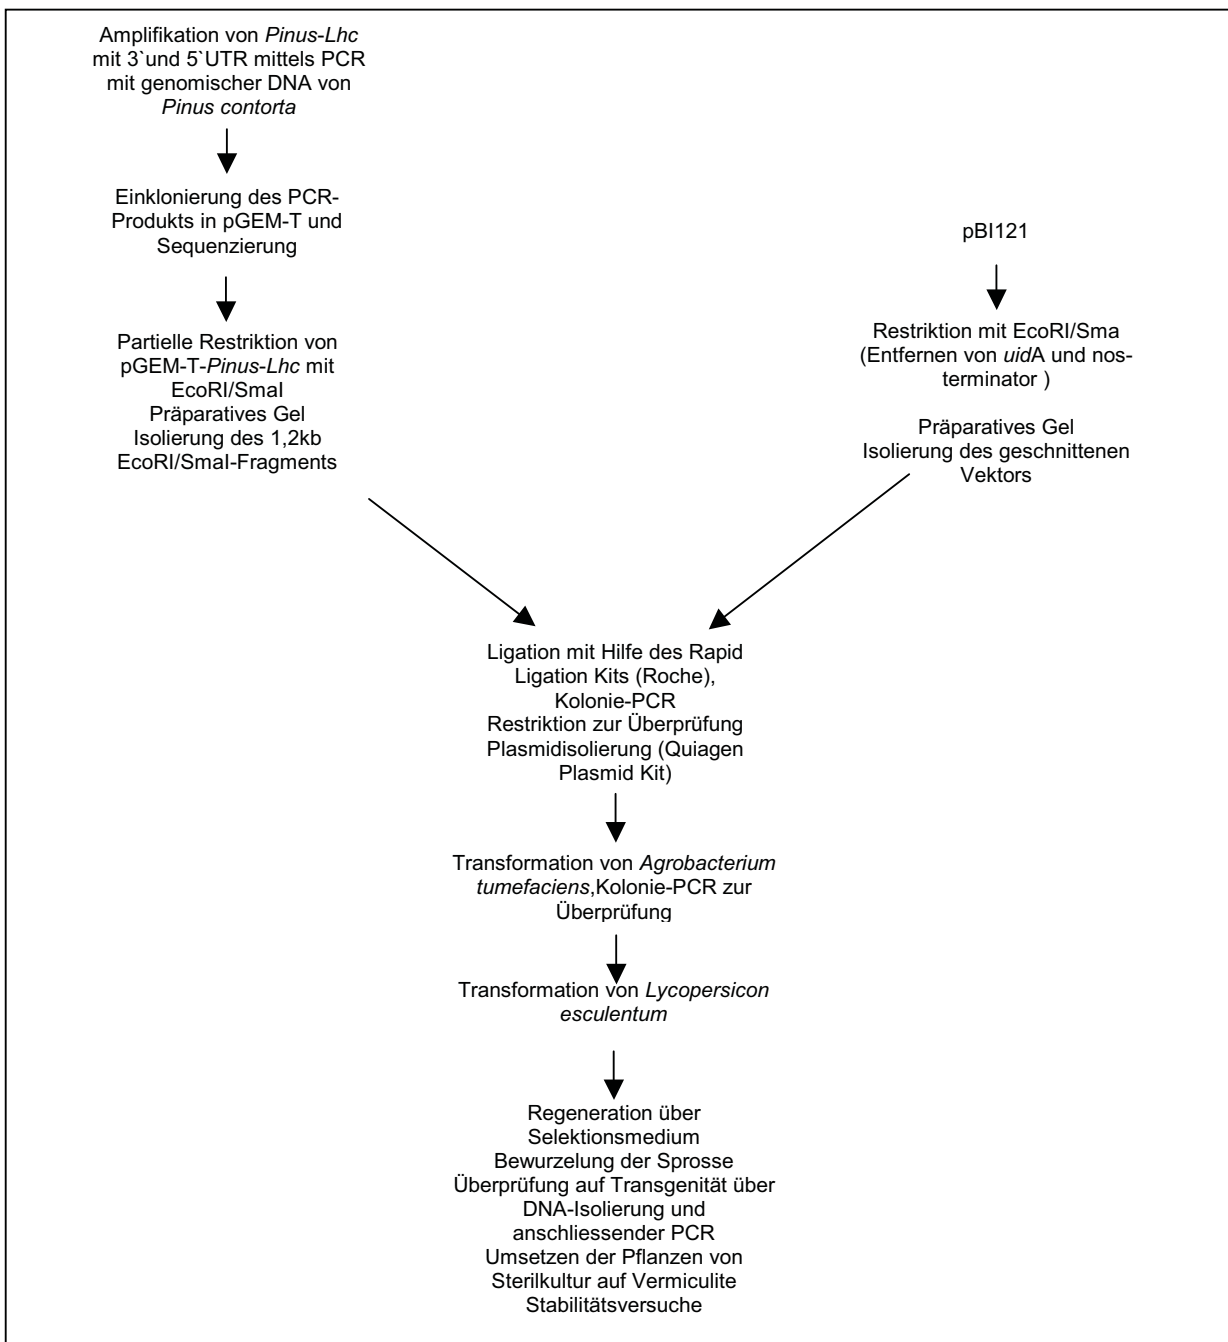 Amplifikation von Pinus-Lhc
mit 3`und 5`UTR mittels PCR
mit genomischer DNA von
Pinus contorta
Einklonierung des PCR-
Produkts in pGEM-T und
Sequenzierung
Partielle Restriktion von
pGEM-T-Pinus-Lhc mit
EcoRI/SmaI
Präparatives Gel
Isolierung des 1,2kb
EcoRI/SmaI-Fragments
pBI121
Restriktion mit EcoRI/Sma
(Entfernen von uidA und nos-
terminator )
Präparatives Gel
Isolierung des geschnittenen
Vektors
Ligation mit Hilfe des Rapid
Ligation Kits (Roche),
Kolonie-PCR
Restriktion zur Überprüfung
Plasmidisolierung (Quiagen
Plasmid Kit)
Transformation von Agrobacterium
tumefaciens,Kolonie-PCR zur
Überprüfung
Transformation von Lycopersicon
esculentum
Regeneration über
Selektionsmedium
Bewurzelung der Sprosse
Überprüfung auf Transgenität über
DNA-Isolierung und
anschliessender PCR
Umsetzen der Pflanzen von
Sterilkultur auf Vermiculite
Stabilitätsversuche